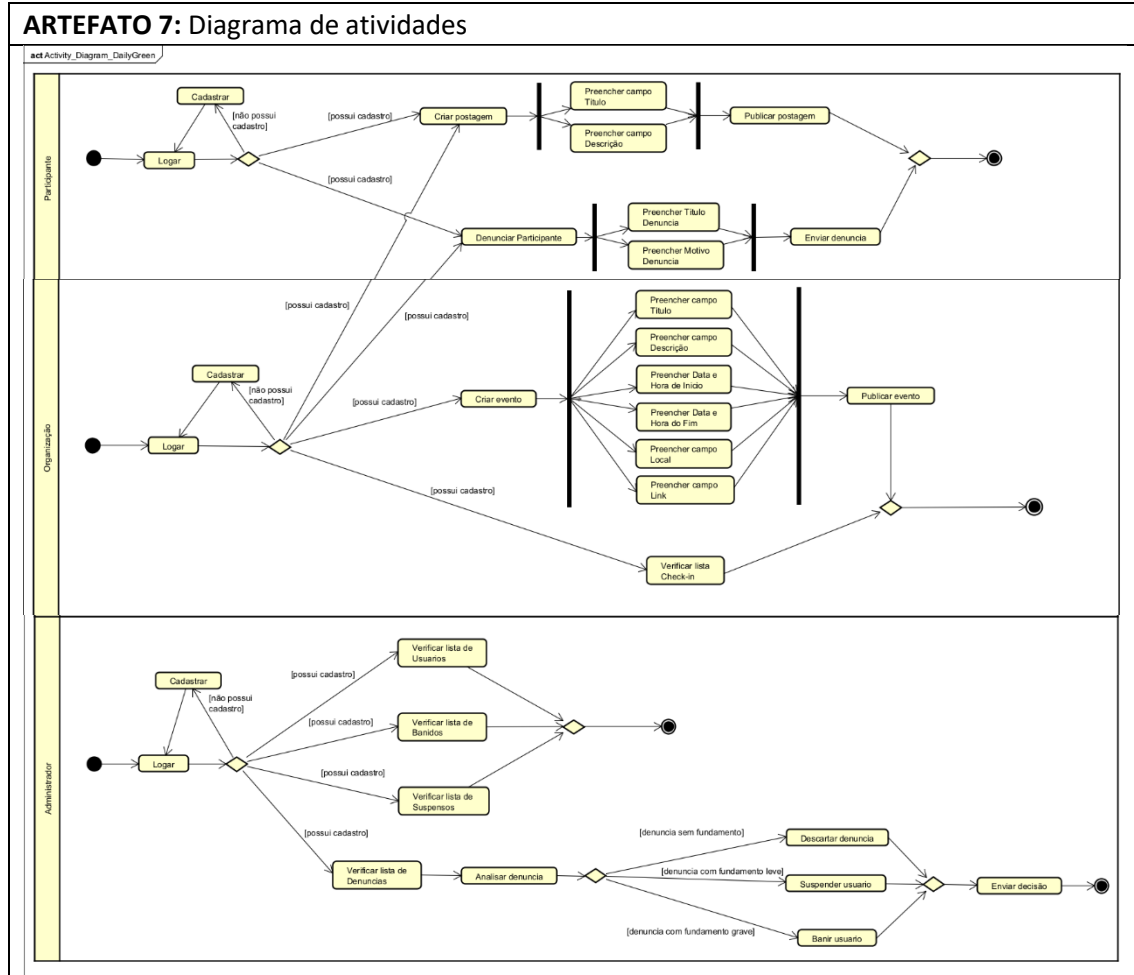 ARTEFATO 7: Diagrama de atividades
act Activity_Diagram_DailyGreen
Participante
Cadastrar
[não possui
cadastro]
Logar
[possui cadastro]
[possui cadastro]
Criar postagem
Preencher campo
Titulo
Preencher campo
Descrição
Publicar postagem
Denunciar Participante
Preencher Titulo
Denuncia
Preencher Motivo
Denuncia
Enviar denuncia
Organização
[possui cadastro]
[possui cadastro]
Cadastrar
[não possui
cadastro]
Logar
[possui cadastro]
[possui cadastro]
Criar evento
Preencher campo
Título
Preencher campo
Descrição
Preencher Data e
Hora de Inicio
Preencher Data e
Hora do Fim
Preencher campo
Local
Preencher campo
Link
Publicar evento
Verificar lista
Check-in
Administrador
Cadastrar
[não possui
cadastro]
Logar
[possui cadastro]
[possui cadastro]
[possui cadastro]
[possui cadastro]
Verificar lista de
Usuarios
Verificar lista de
Banidos
Verificar lista de
Suspensos
Verificar lista de
Denuncias
Analisar denuncia
[denuncia sem fundamento]
[denuncia com fundamento leve]
[denuncia com fundamento grave]
Descartar denuncia
Suspender usuario
Banir usuario
Enviar decisão